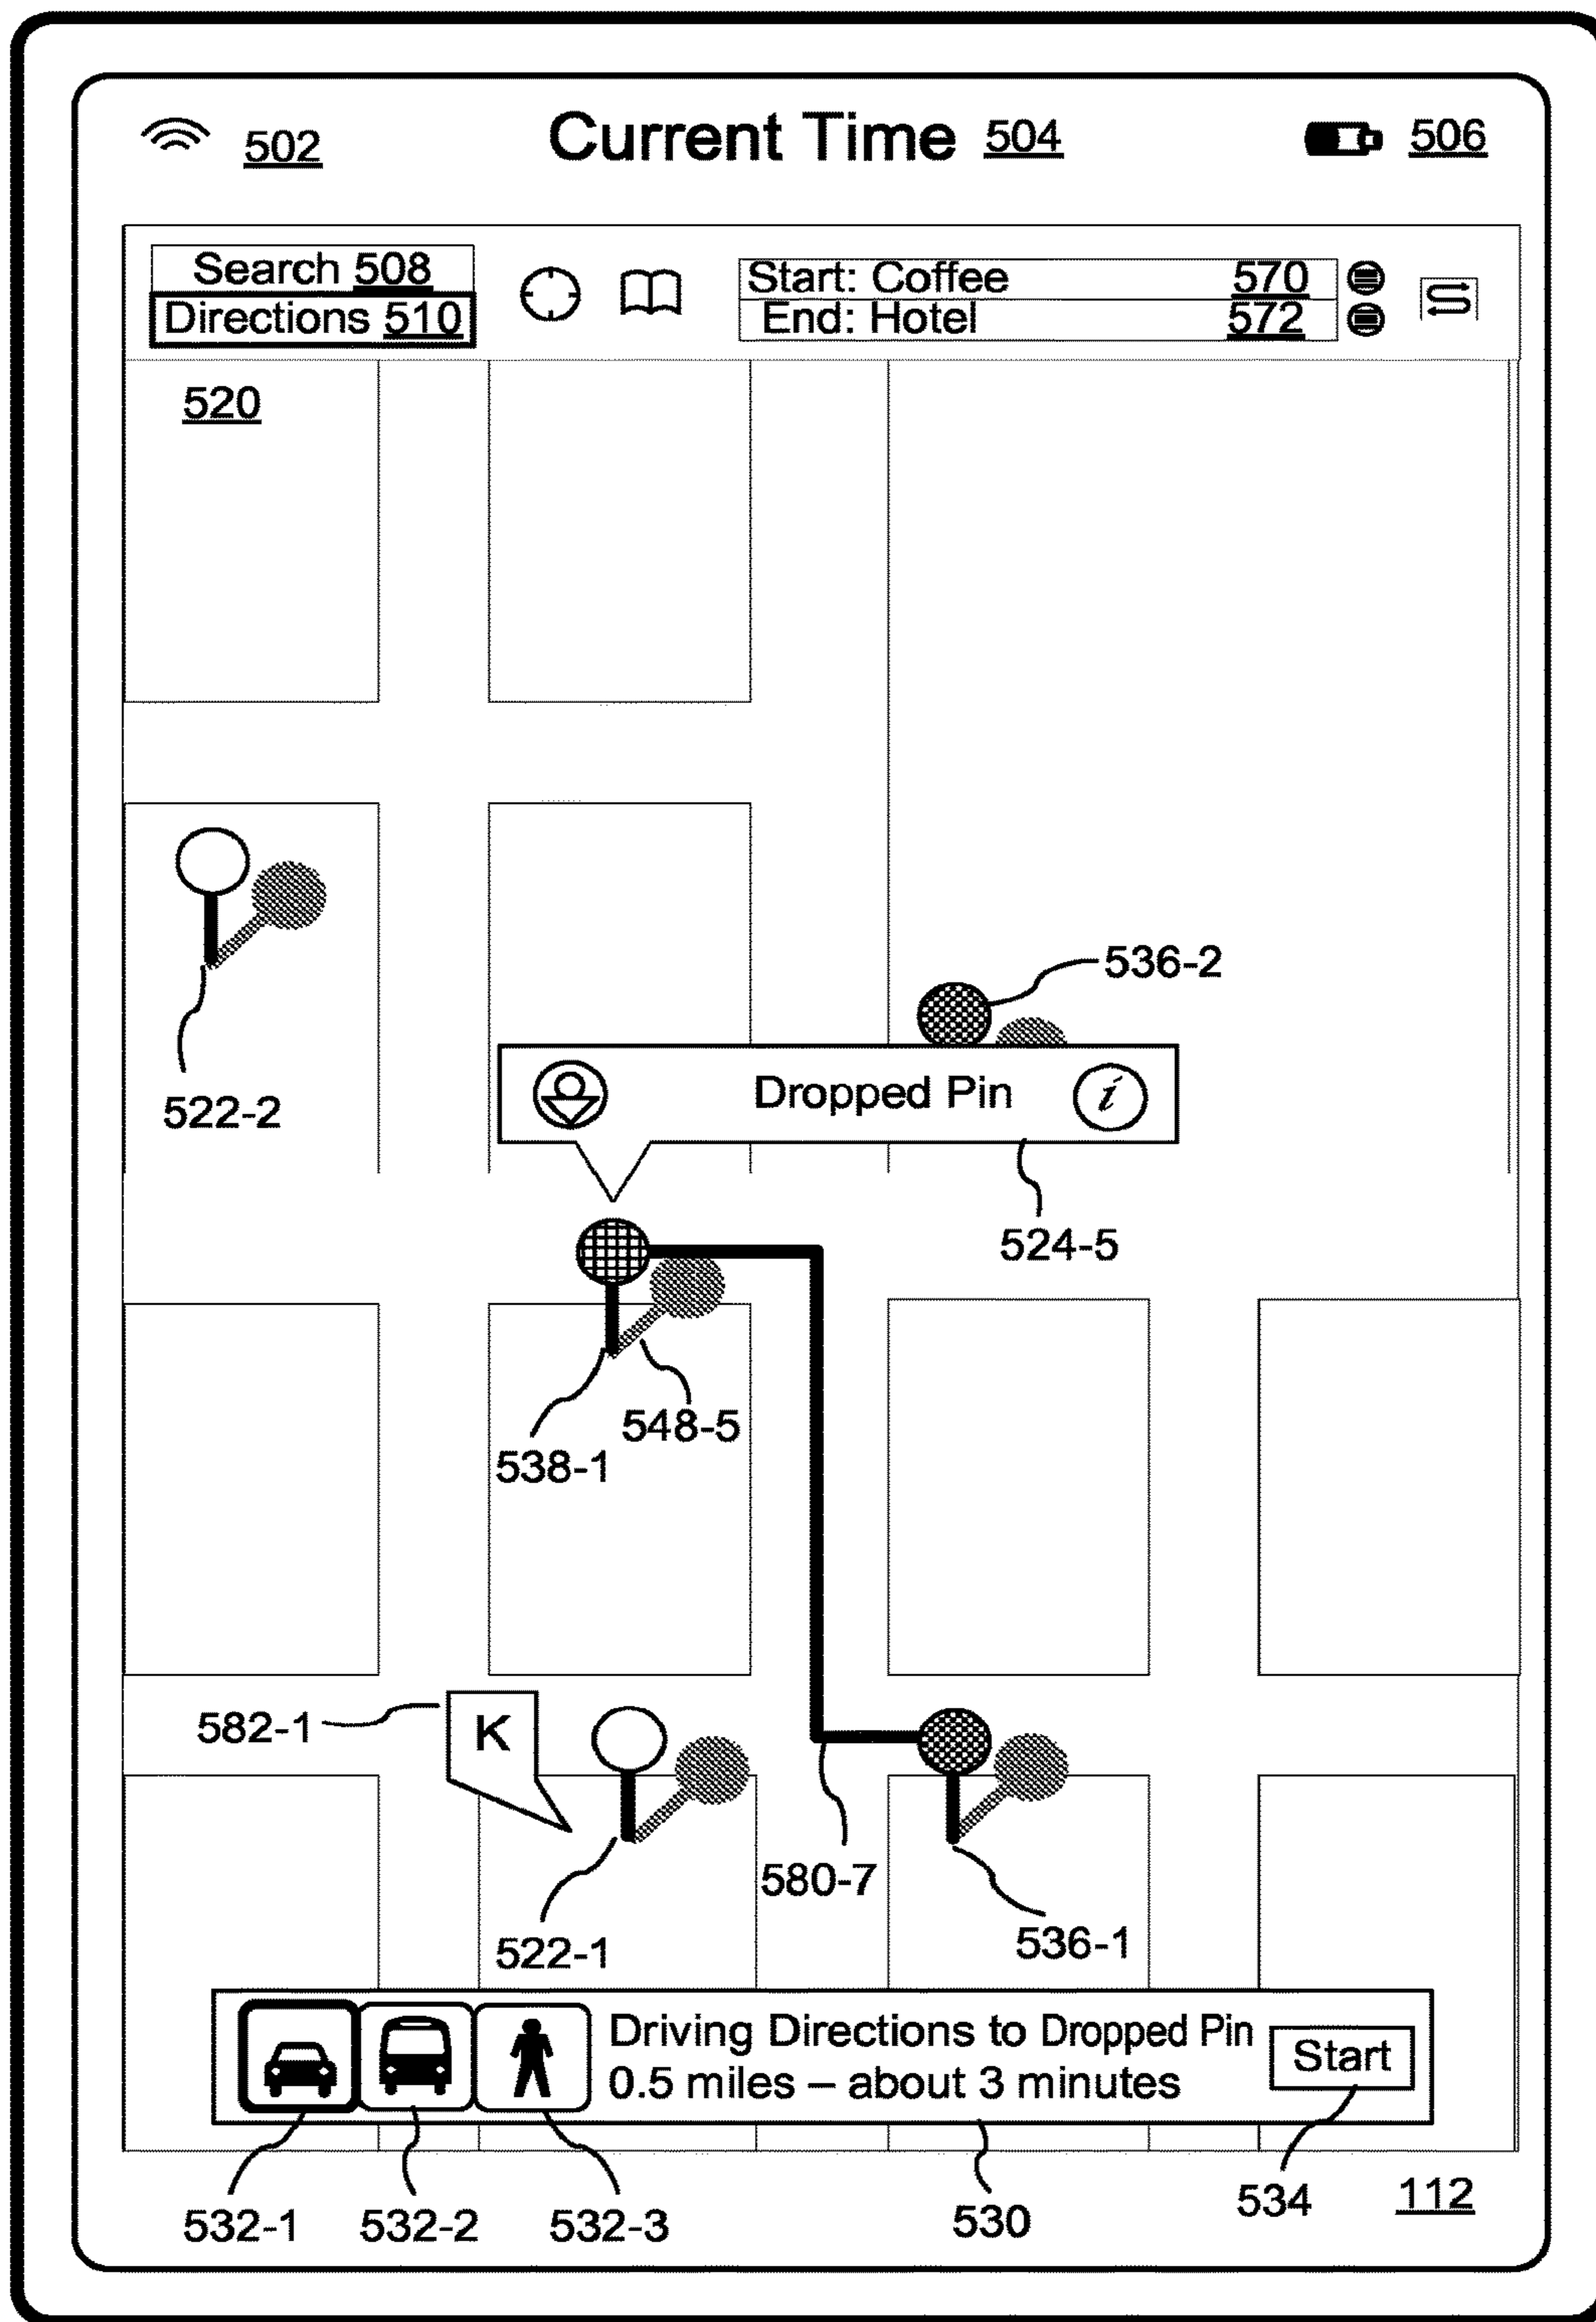 502
Current Time 504
506
Search 508
Directions 510
Start: Coffee 570
End: Hotel 572
520
536-2
522-2
Dropped Pin i
524-5
548-5
538-1
582-1
K
580-7
522-1
536-1
Driving Directions to Dropped Pin
0.5 miles – about 3 minutes
Start
532-1
532-2
532-3
530
534
112